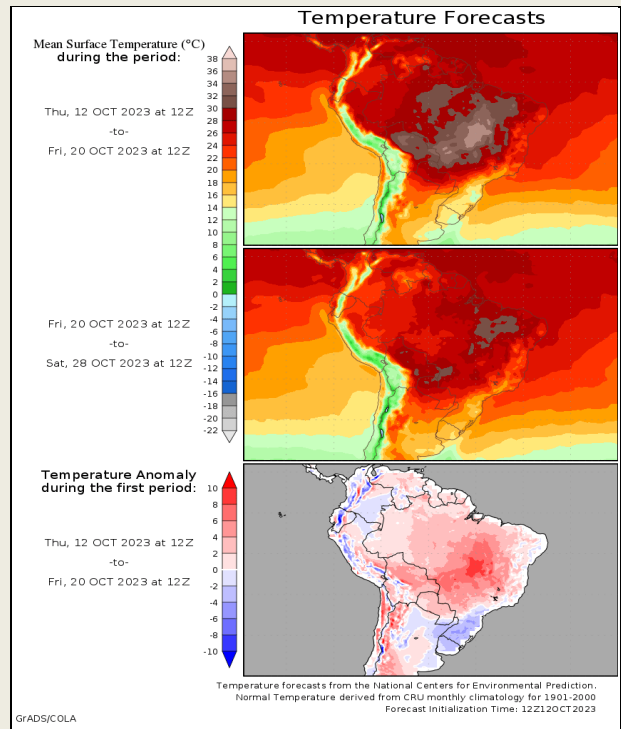 Temperature Forecasts
Mean Surface Temperature (°C)
during the period:
Thu, 12 OCT 2023 at 12Z
-to-
Fri, 20 OCT 2023 at 12Z
38
36
34
32
30
28
26
24
22
20
18
16
14
12
10
8
6
4
2
0
-2
-4
-6
-8
-10
-12
-14
-16
-18
-20
-22
Fri, 20 OCT 2023 at 12Z
-to-
Sat, 28 OCT 2023 at 12Z
Temperature Anomaly
during the first period:
Thu, 12 OCT 2023 at 12Z
-to-
Fri, 20 OCT 2023 at 12Z
10
8
6
4
2
0
-2
-4
-6
-8
-10
Temperature forecasts from the National Centers for Environmental Prediction.
Normal Temperature derived from CRU monthly climatology for 1901-2000
Forecast Initialization Time: 12Z12OCT2023
GrADS/COLA